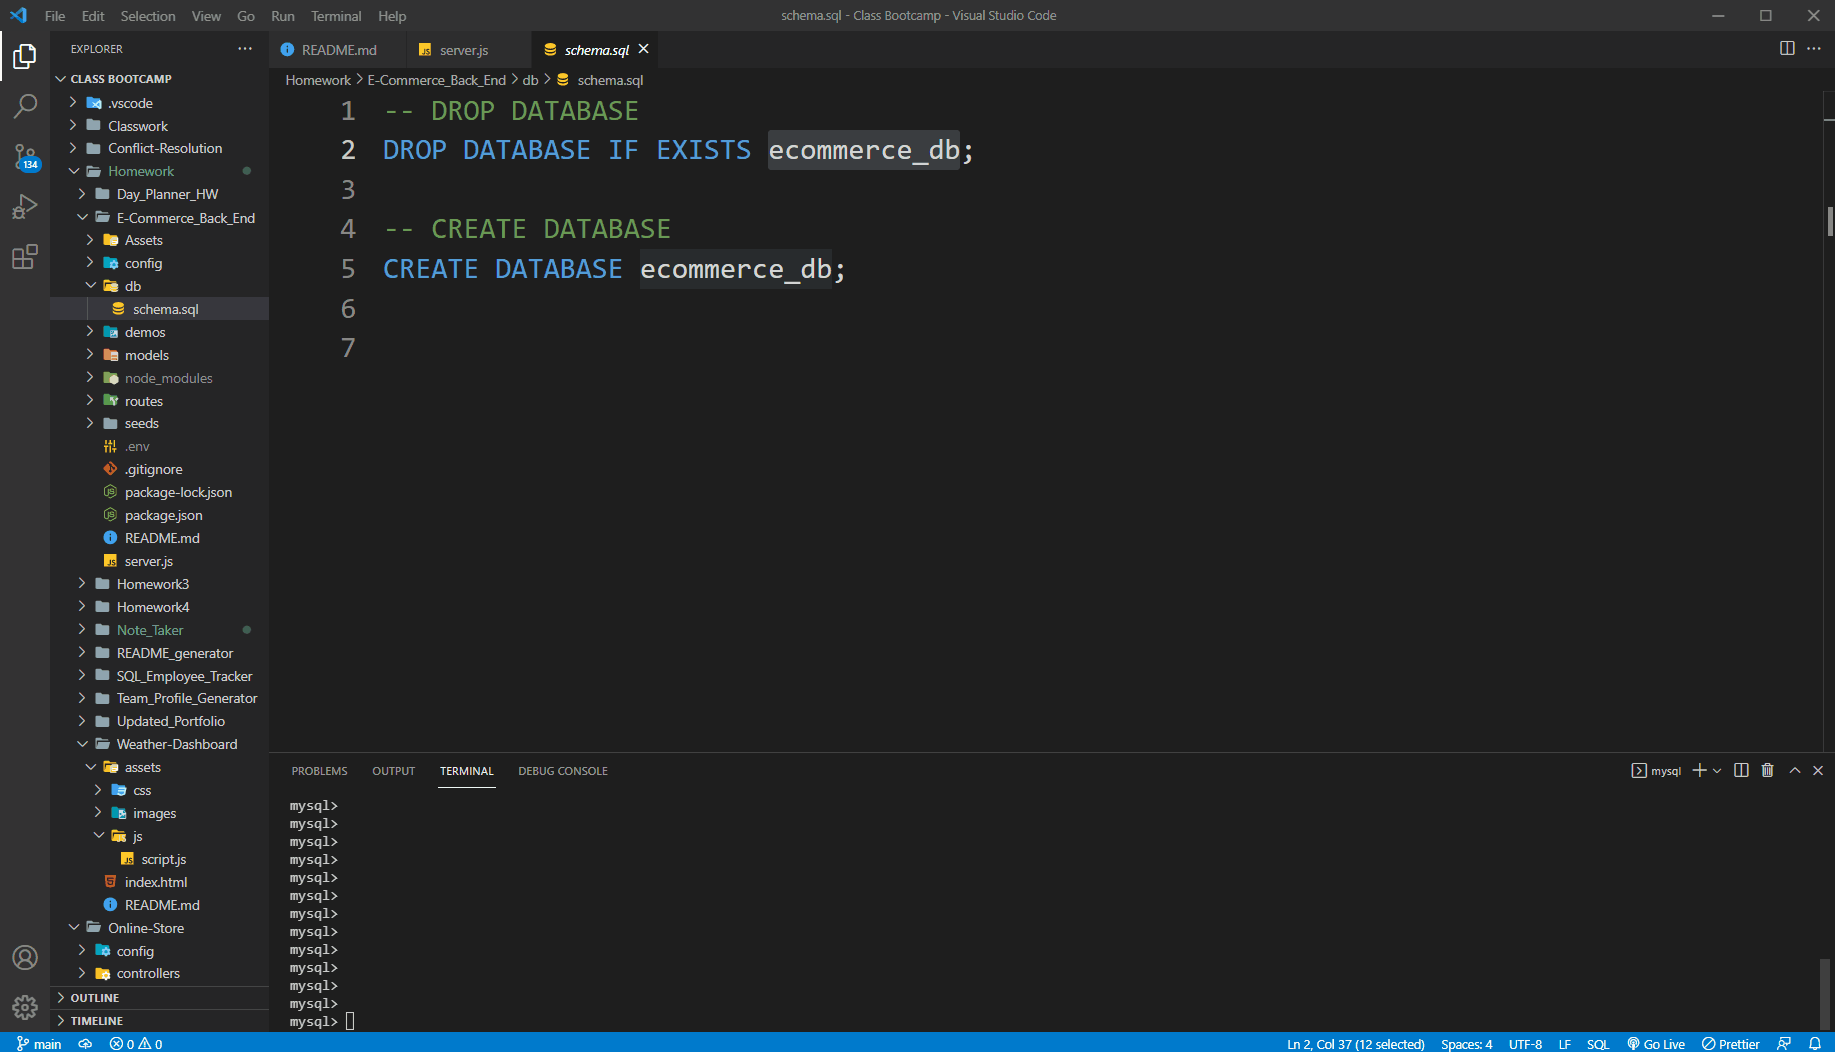 File Edit Selection View Go Run Terminal Help
schema.sql - Class Bootcamp - Visual Studio Code
EXPLORER
CLASS BOOTCAMP
.vscode
Classwork
Conflict-Resolution
Homework
Day_Planner_HW
E-Commerce_Back_End
Assets
config
db
schema.sql
demos
models
node_modules
routes
seeds
.env
.gitignore
package-lock.json
package.json
README.md
server.js
Homework3
Homework4
Note_Taker
README_generator
SQL_Employee_Tracker
Team_Profile_Generator
Updated_Portfolio
Weather-Dashboard
assets
css
images
js
script.js
index.html
README.md
Online-Store
config
controllers
OUTLINE
TIMELINE
134
README.md server.js schema.sql
Homework > E-Commerce_Back_End > db > schema.sql
1 -- DROP DATABASE
2 DROP DATABASE IF EXISTS ecommerce_db;
3
4 -- CREATE DATABASE
5 CREATE DATABASE ecommerce_db;
6
7
PROBLEMS OUTPUT TERMINAL DEBUG CONSOLE
mysql
mysql>
mysql>
mysql>
mysql>
mysql>
mysql>
mysql>
mysql>
mysql>
mysql>
mysql>
mysql>
mysql>
main 0 0
Ln 2, Col 37 (12 selected) Spaces: 4 UTF-8 LF SQL Go Live Prettier